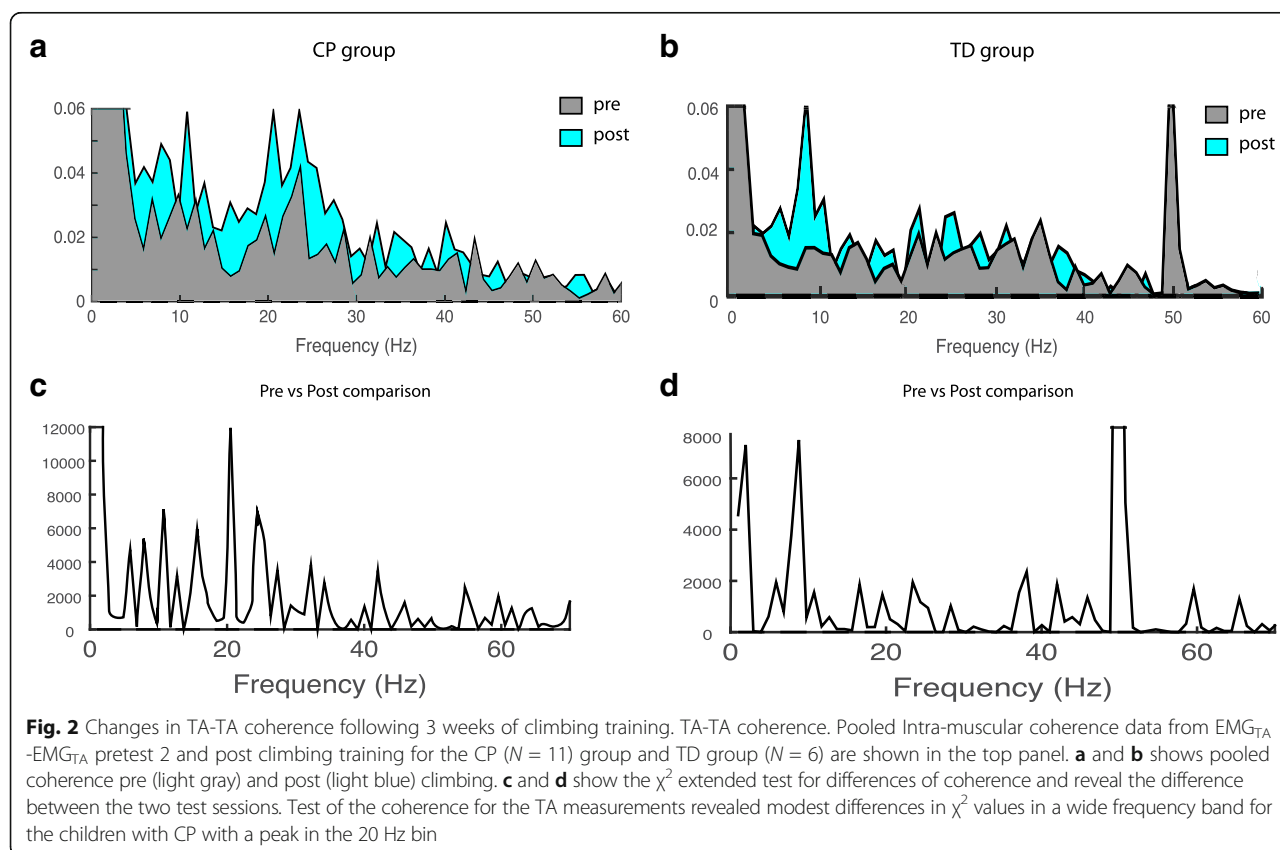 a
CP group
0.06
0.04
0.02
0
0 10 20 30 40 50 60
Frequency (Hz)
pre
post
b
TD group
0.06
0.04
0.02
0
0 10 20 30 40 50 60
Frequency (Hz)
pre
post
c
Pre vs Post comparison
12000
10000
8000
6000
4000
2000
0
0 20 40 60
Frequency (Hz)
d
Pre vs Post comparison
8000
6000
4000
2000
0
0 20 40 60
Frequency (Hz)
Fig. 2 Changes in TA-TA coherence following 3 weeks of climbing training. TA-TA coherence. Pooled Intra-muscular coherence data from EMG_TA
-EMG_TA pretest 2 and post climbing training for the CP (N = 11) group and TD group (N = 6) are shown in the top panel. a and b shows pooled
coherence pre (light gray) and post (light blue) climbing. c and d show the χ² extended test for differences of coherence and reveal the difference
between the two test sessions. Test of the coherence for the TA measurements revealed modest differences in χ² values in a wide frequency band for
the children with CP with a peak in the 20 Hz bin